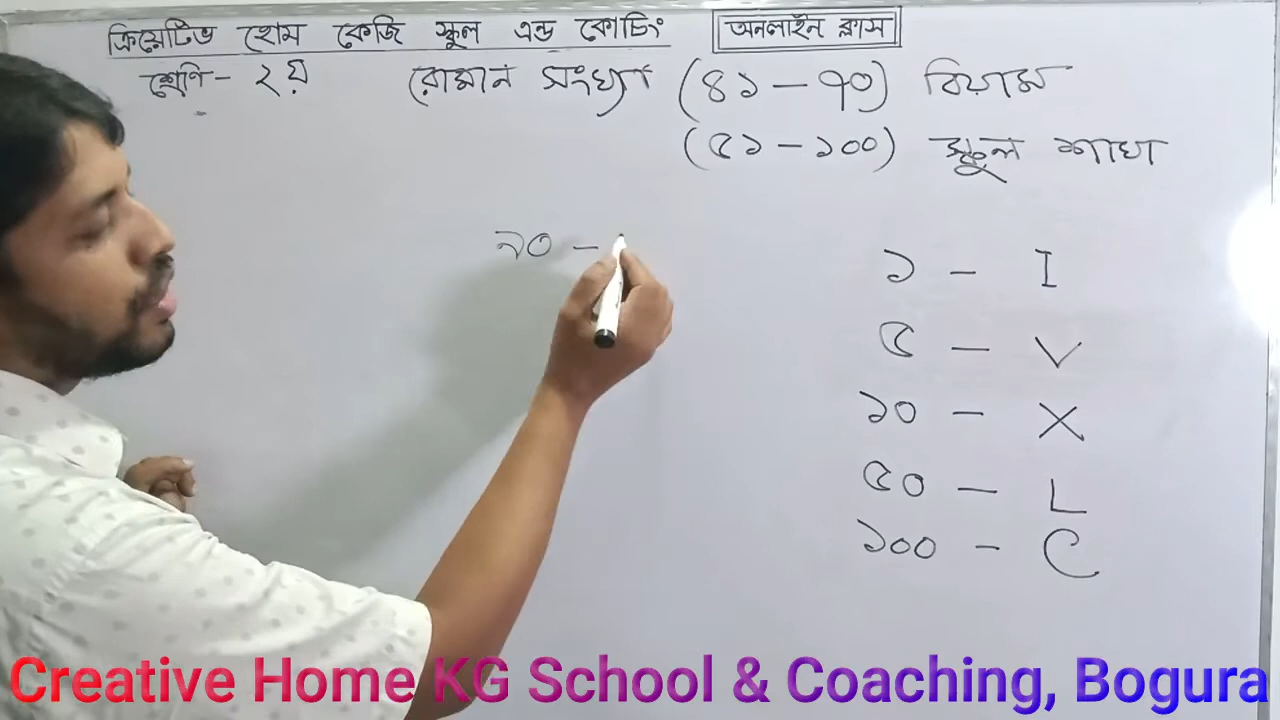 ক্রিয়েটিভ হোম কেজি স্কুল এন্ড কোচিং অনলাইন ক্লাস
শ্রেণি - ২য় রোমান সংখ্যা (৪১ - ৭০) বিয়াম
(৫১ - ১০০) স্কুল শাখা
৯০ -
১ - I
৫ - V
১০ - X
৫০ - L
১০০ - C
Creative Home KG School & Coaching, Bogura